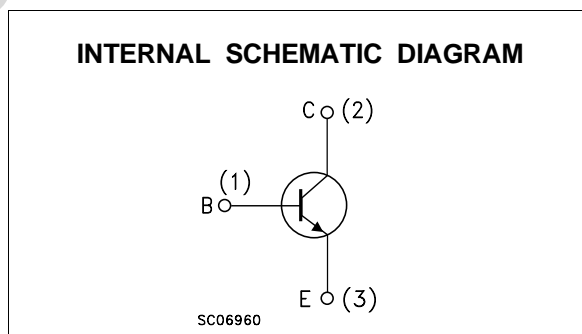 INTERNAL SCHEMATIC DIAGRAM
C (2)
(1)
B
E (3)
SC06960